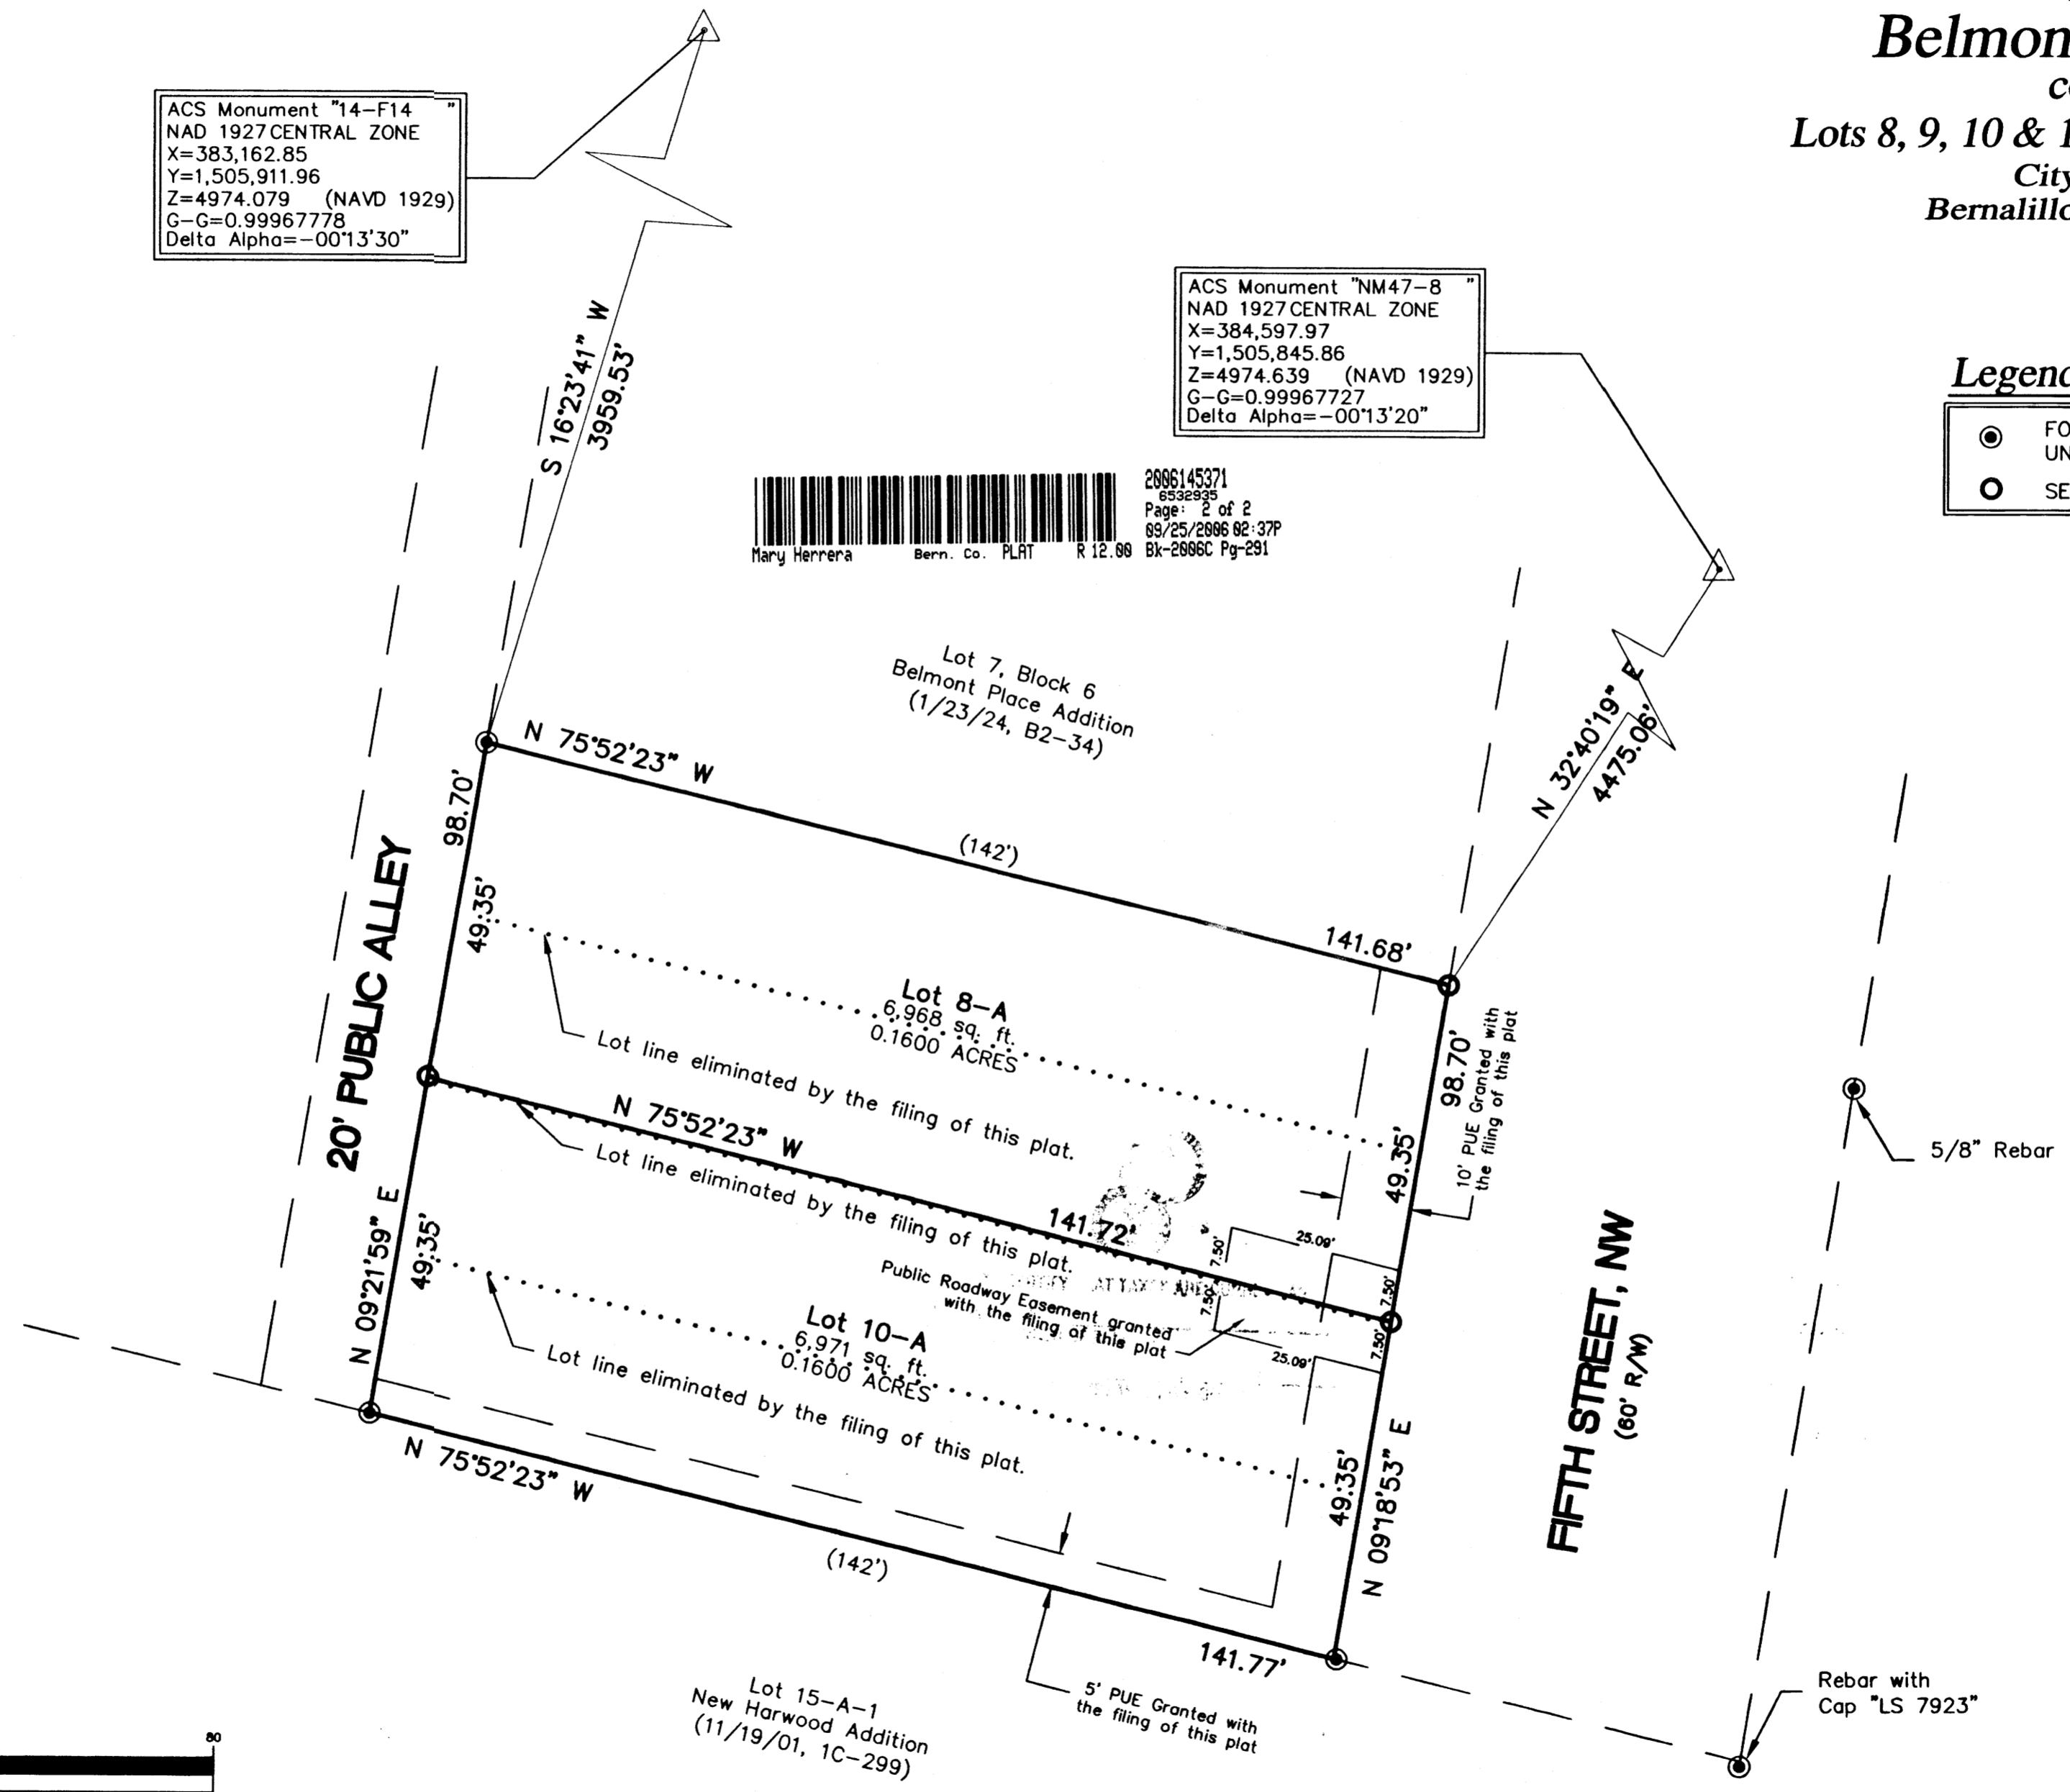 Belmon
Lots 8, 9, 10 & 1
City
Bernalillo
ACS Monument "14-F14 "
NAD 1927 CENTRAL ZONE
X=383,162.85
Y=1,505,911.96
Z=4974.079 (NAVD 1929)
G-G=0.99967778
Delta Alpha=-00°13'30"
ACS Monument "NM47-8 "
NAD 1927 CENTRAL ZONE
X=384,597.97
Y=1,505,845.86
Z=4974.639 (NAVD 1929)
G-G=0.99967727
Delta Alpha=-00°13'20"
Legend
FO
UN
SE
S 16°23'41" W
3959.53'
2006145371
6532935
Page: 2 of 2
09/25/2006 02:37P
Mary Herrera Bern. Co. PLAT R 12.00 Bk-2006C Pg-291
Lot 7, Block 6
Belmont Place Addition
(1/23/24, B2-34)
N 32°40'19" E
4475.06'
N 75°52'23" W
(142')
141.68'
98.70'
49.35'
20' PUBLIC ALLEY
Lot 8-A
6,968 sq. ft.
0.1600 ACRES
Lot line eliminated by the filing of this plat.
98.70'
10' PUE Granted with
the filing of this plat
49.35'
5/8" Rebar
N 75°52'23" W
141.72'
Lot line eliminated by the filing of this plat.
25.09'
7.50'
7.50'
7.50'
7.50'
25.09'
Public Roadway Easement granted
with the filing of this plat
N 09°21'59" E
49.35'
Lot 10-A
6,971 sq. ft.
0.1600 ACRES
Lot line eliminated by the filing of this plat.
49.35'
N 09°18'53" E
FIFTH STREET, NW
(60' R/W)
N 75°52'23" W
(142')
141.77'
5' PUE Granted with
the filing of this plat
Lot 15-A-1
New Harwood Addition
(11/19/01, 1C-299)
Rebar with
Cap "LS 7923"
80